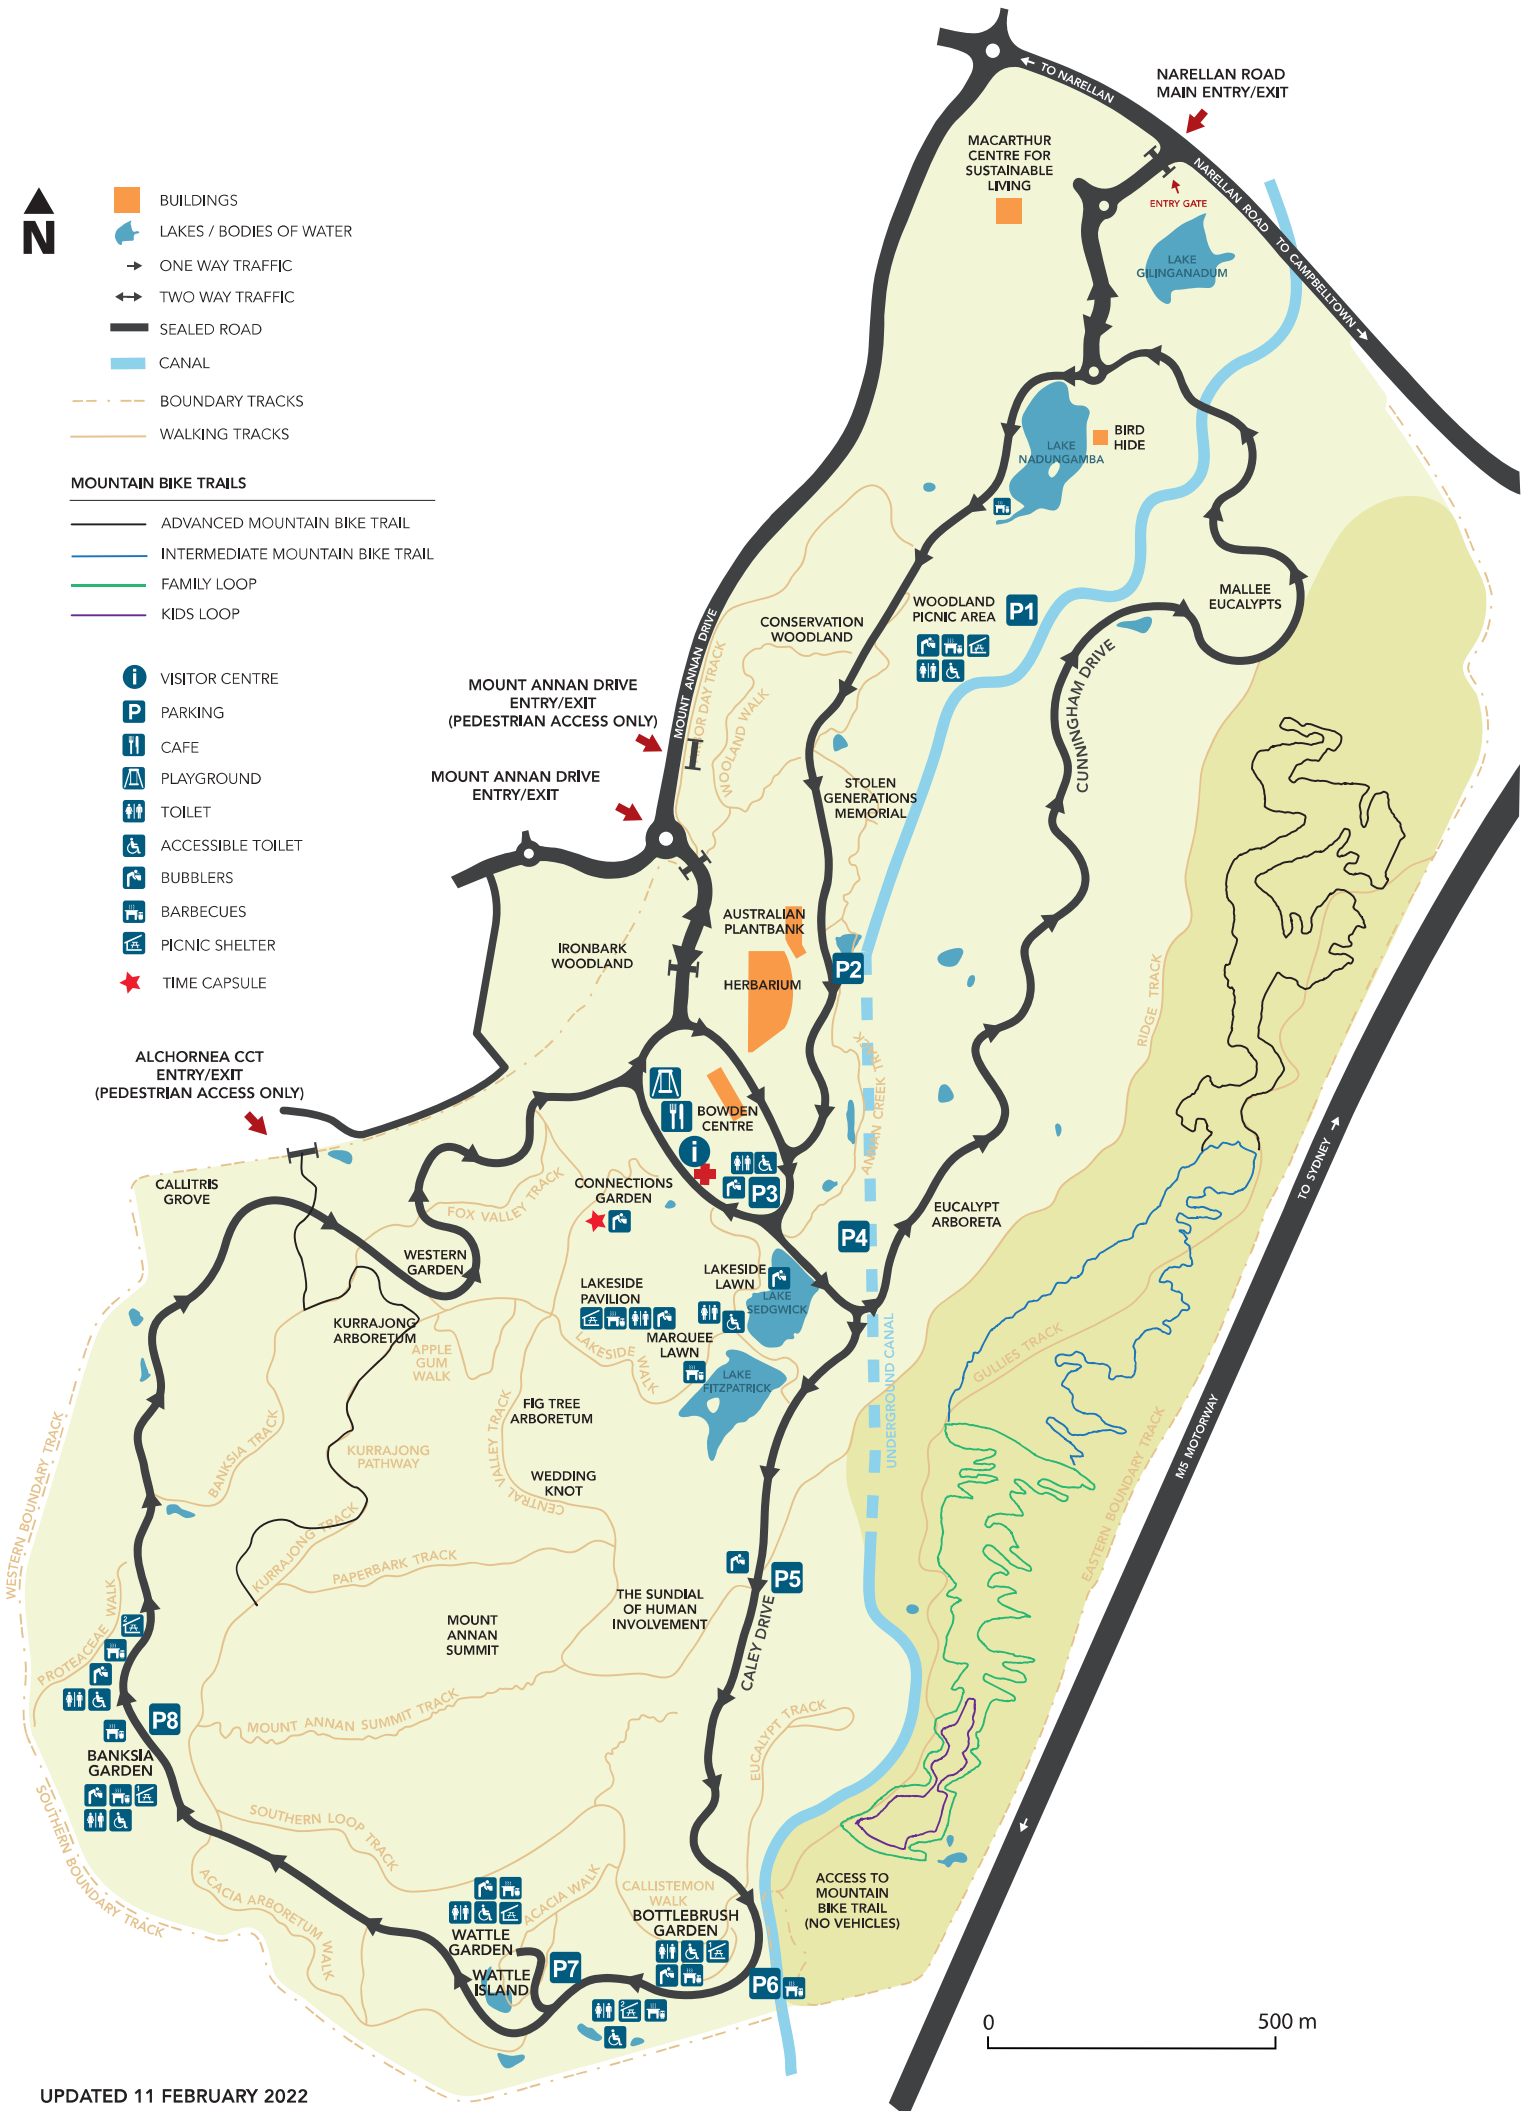 TO NARELLAN
NARELLAN ROAD
MAIN ENTRY/EXIT
MACARTHUR
CENTRE FOR
SUSTAINABLE
LIVING
NARELLAN ROAD
TO CAMPBELLTOWN
ENTRY GATE
N
BUILDINGS
LAKES / BODIES OF WATER
ONE WAY TRAFFIC
TWO WAY TRAFFIC
SEALED ROAD
CANAL
BOUNDARY TRACKS
WALKING TRACKS
MOUNTAIN BIKE TRAILS
ADVANCED MOUNTAIN BIKE TRAIL
INTERMEDIATE MOUNTAIN BIKE TRAIL
FAMILY LOOP
KIDS LOOP
i
VISITOR CENTRE
P
PARKING
CAFE
PLAYGROUND
TOILET
ACCESSIBLE TOILET
BUBBLERS
BARBECUES
PICNIC SHELTER
TIME CAPSULE
LAKE
GILINGANADUM
BIRD
HIDE
LAKE
NADUNGAMBA
MALLEE
EUCALYPTS
WOODLAND
PICNIC AREA
P1
CONSERVATION
WOODLAND
CUNNINGHAM DRIVE
MOUNT ANNAN DRIVE
WOOLAND WALK
MOUNT ANNAN DRIVE
ENTRY/EXIT
(PEDESTRIAN ACCESS ONLY)
MOUNT ANNAN DRIVE
ENTRY/EXIT
STOLEN
GENERATIONS
MEMORIAL
AUSTRALIAN
PLANTBANK
IRONBARK
WOODLAND
HERBARIUM
P2
RIDGE TRACK
ALCHORNEA CCT
ENTRY/EXIT
(PEDESTRIAN ACCESS ONLY)
BOWDEN
CENTRE
i
P3
ANNAN CREEK TRACK
TO SYDNEY
CALLITRIS
GROVE
FOX VALLEY TRACK
CONNECTIONS
GARDEN
P4
EUCALYPT
ARBORETA
WESTERN
GARDEN
LAKESIDE
PAVILION
LAKESIDE
LAWN
LAKE
SEDGWICK
KURRAJONG
ARBORETUM
APPLE
GUM
WALK
LAKESIDE WALK
MARQUEE
LAWN
LAKE
FITZPATRICK
UNDERGROUND CANAL
GULLIES TRACK
FIG TREE
ARBORETUM
CENTRAL VALLEY TRACK
WEDDING
KNOT
BANKSIA TRACK
KURRAJONG
PATHWAY
WESTERN BOUNDARY TRACK
M5 MOTORWAY
EASTERN BOUNDARY TRACK
KURRAJONG TRACK
PAPERBARK TRACK
P5
THE SUNDIAL
OF HUMAN
INVOLVEMENT
MOUNT
ANNAN
SUMMIT
CALEY DRIVE
PROTEACEAE WALK
2
P8
MOUNT ANNAN SUMMIT TRACK
EUCALYPT TRACK
BANKSIA
GARDEN
1
SOUTHERN BOUNDARY TRACK
SOUTHERN LOOP TRACK
ACACIA ARBORETUM WALK
ACACIA WALK
CALLISTEMON
WALK
BOTTLEBRUSH
GARDEN
1
ACCESS TO
MOUNTAIN
BIKE TRAIL
(NO VEHICLES)
WATTLE
GARDEN
WATTLE
ISLAND
P7
P6
2
0
500 m
UPDATED 11 FEBRUARY 2022